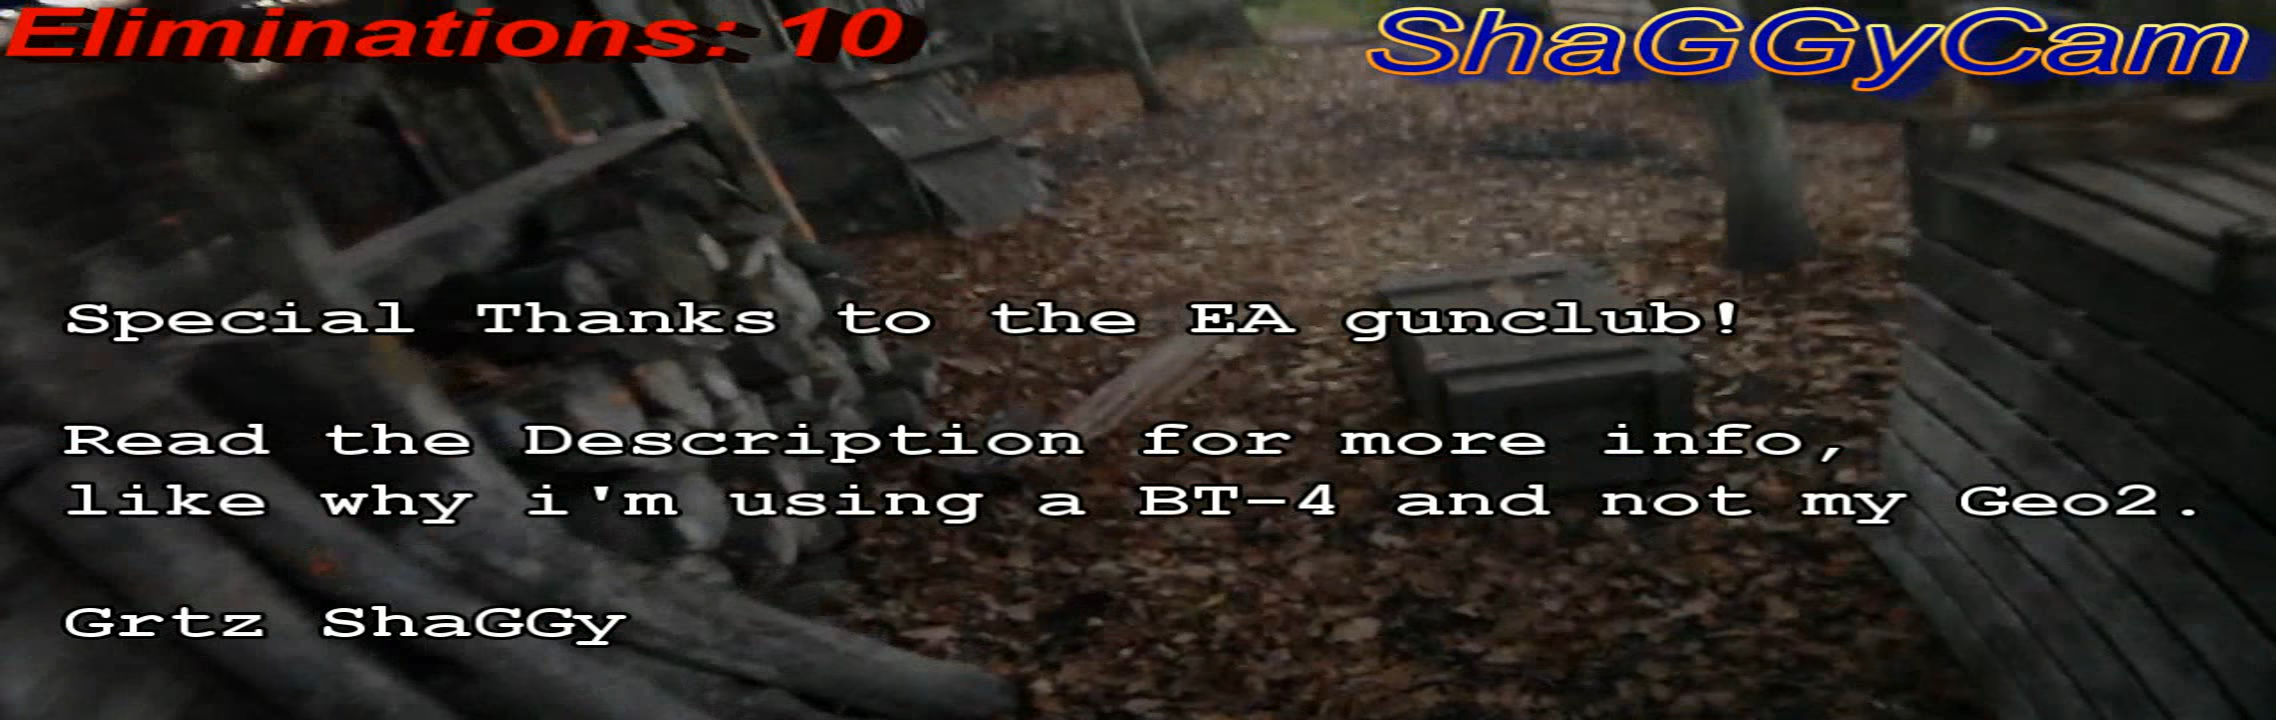 Eliminations: 10
ShaGGyCam
Special Thanks to the EA gunclub!
Read the Description for more info,
like why i'm using a BT-4 and not my Geo2.
Grtz ShaGGy